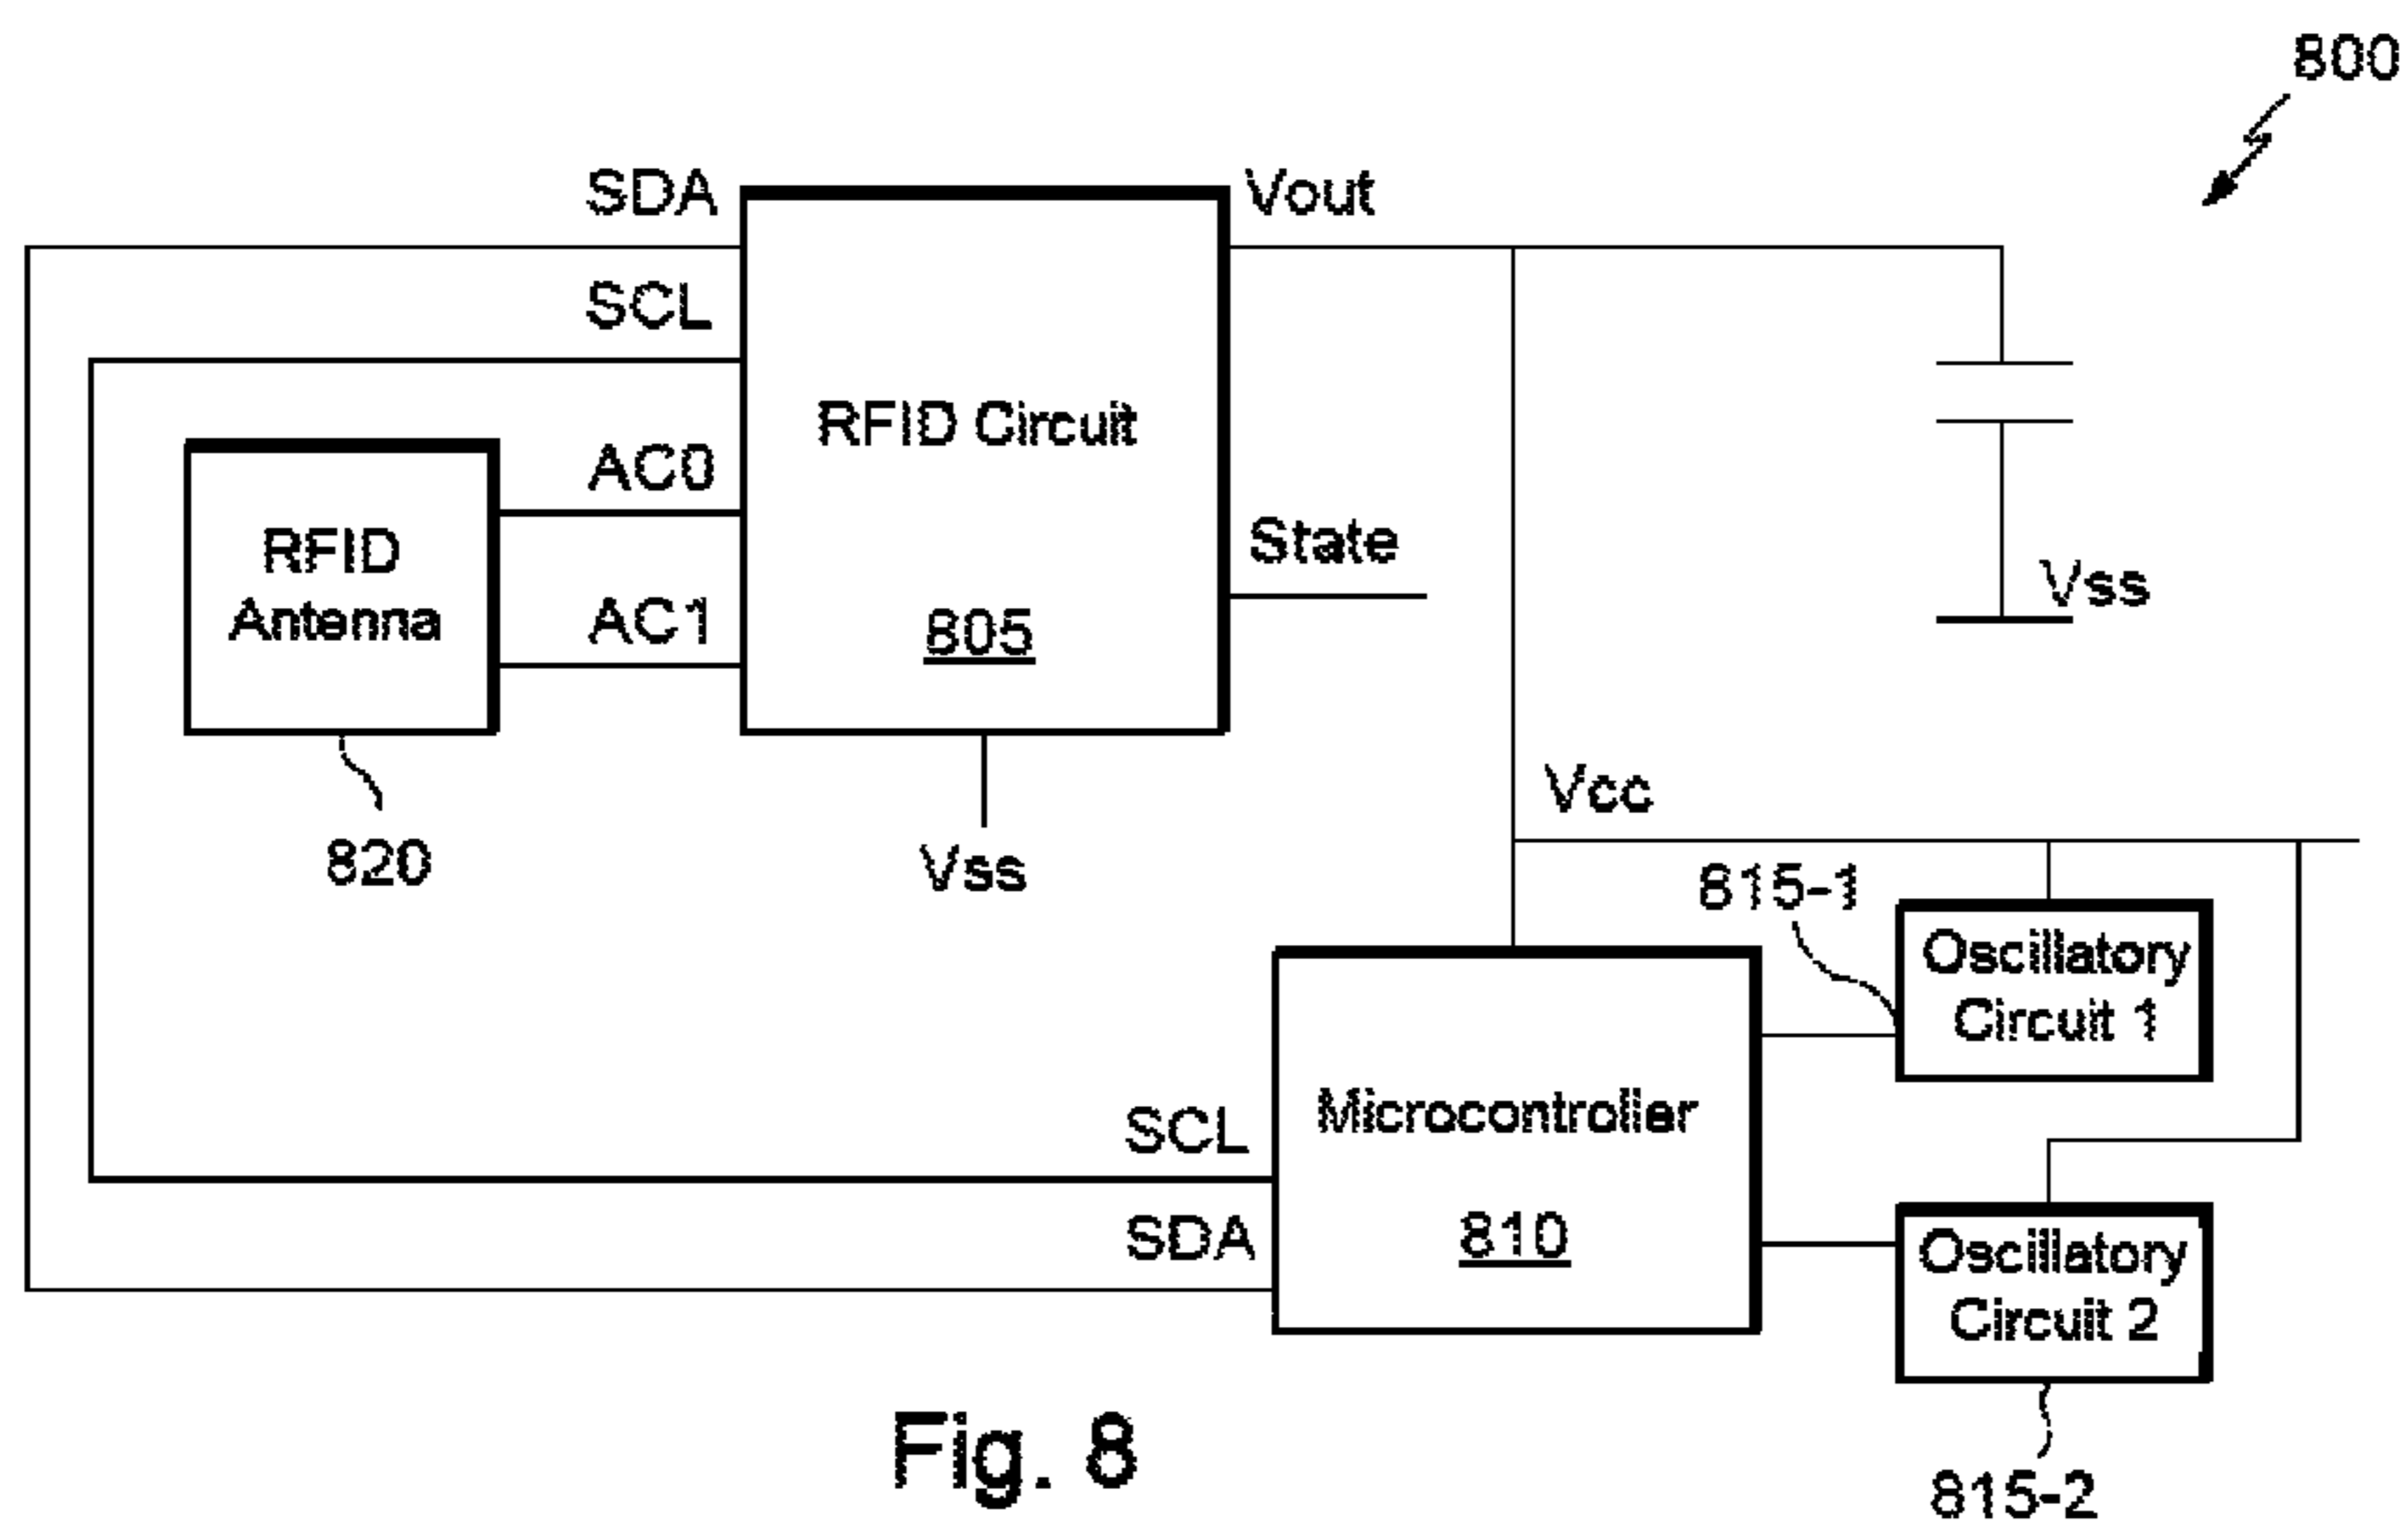 800
SDA
Vout
SCL
RFID Circuit
AC0
State
RFID
Antenna
Vss
AC1
805
Vcc
820
Vss
815-1
Oscillatory
Circuit 1
Microcontroller
SCL
810
SDA
Oscillatory
Circuit 2
Fig. 8
815-2